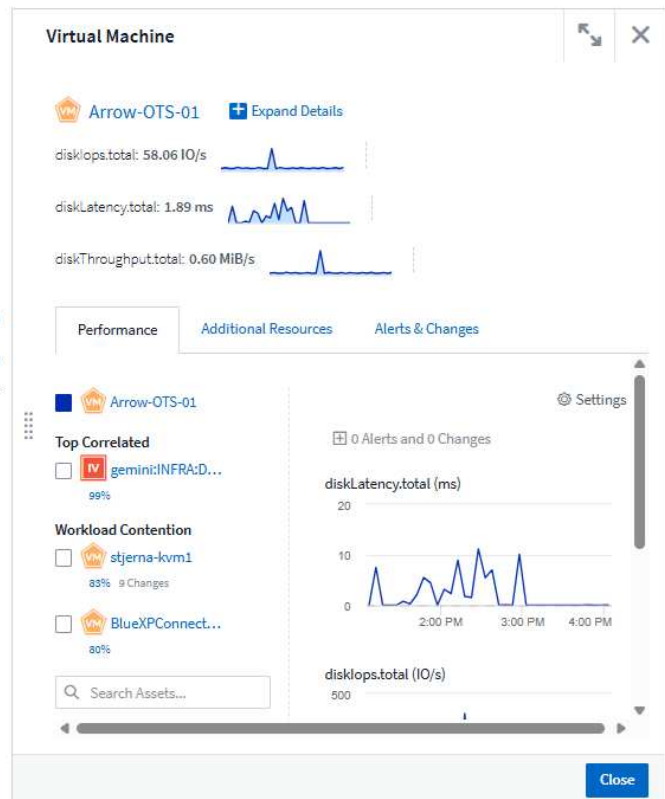 Virtual Machine
VM Arrow-OTS-01 Expand Details
diskIops.total: 58.06 IO/s
diskLatency.total: 1.89 ms
diskThroughput.total: 0.60 MiB/s
Performance Additional Resources Alerts & Changes
VM Arrow-OTS-01
Settings
Top Correlated
IV gemini:INFRA:D...
99%
Workload Contention
VM stjerna-kvm1
83% 9 Changes
VM BlueXPConnect...
80%
Search Assets...
0 Alerts and 0 Changes
diskLatency.total (ms)
20
10
0
2:00 PM 3:00 PM 4:00 PM
diskIops.total (IO/s)
500
Close